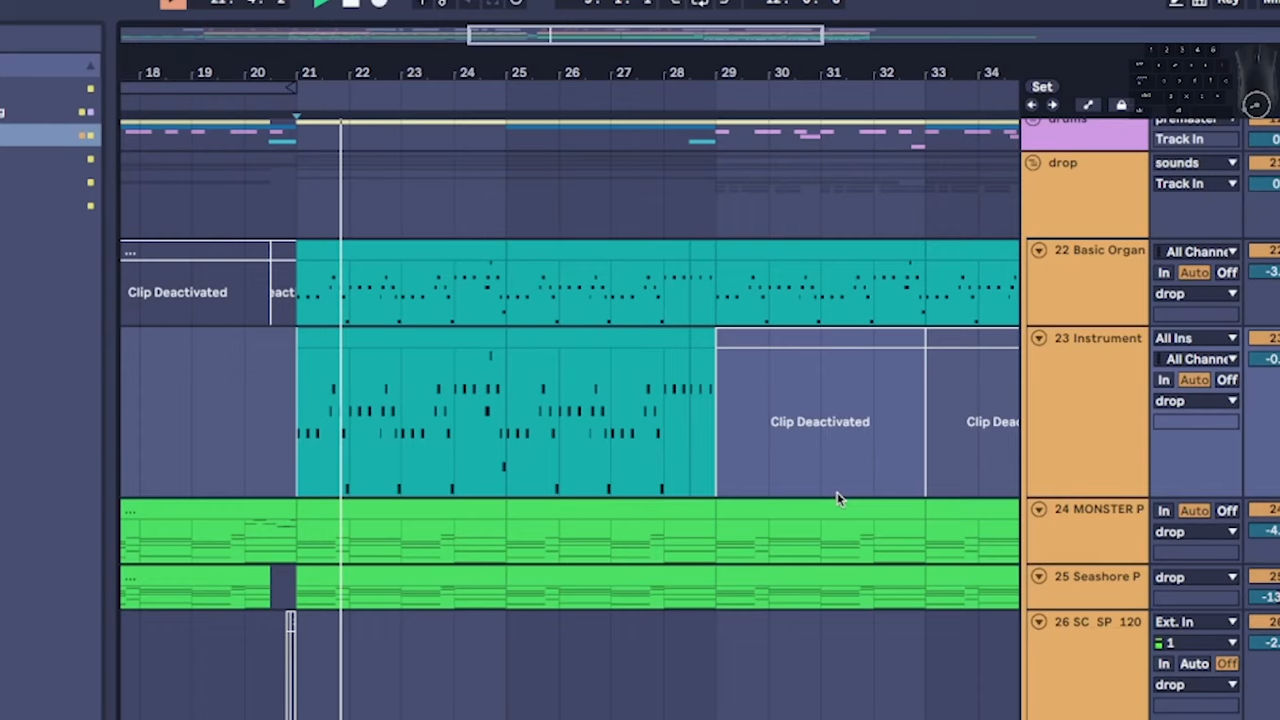 18 19 20 21 22 23 24 25 26 27 28 29 30 31 32 33 34
Set
drums
premaster
Track In
drop
sounds
Track In
22 Basic Organ
All Channe
In Auto Off
drop
Clip Deactivated
23 Instrument
All Ins
All Channe
In Auto Off
drop
Clip Deactivated
Clip Dea
24 MONSTER P
In Auto Off
drop
25 Seashore P
drop
26 SC SP 120
Ext. In
1
In Auto Off
drop